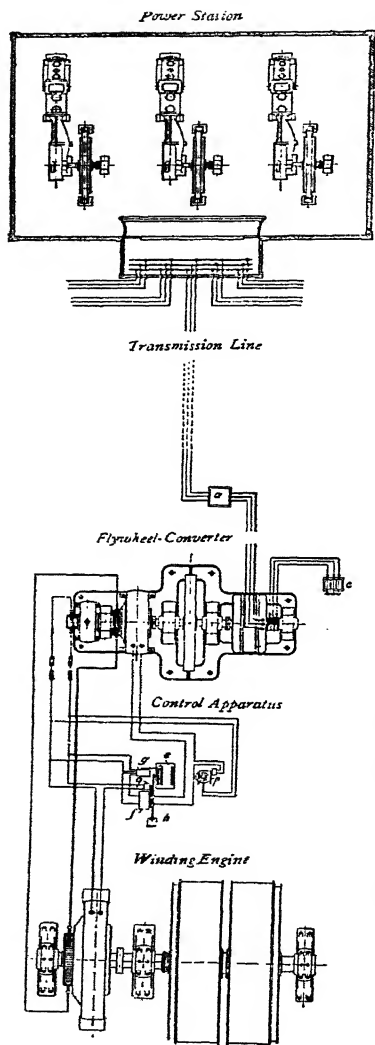 Power Station
Transmission Line
a
Flywheel-Converter
c
Control Apparatus
g
e
f
h
Winding Engine